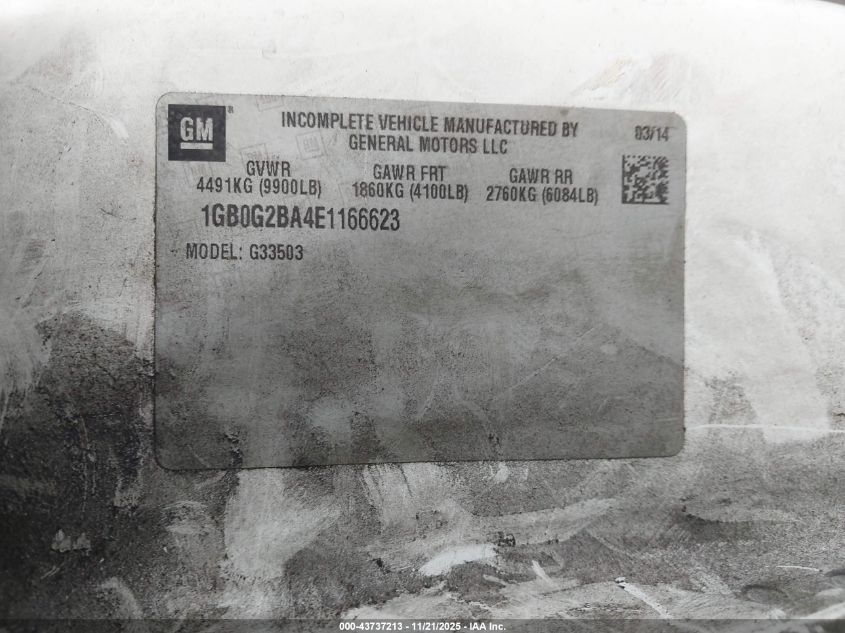 GM
®
INCOMPLETE VEHICLE MANUFACTURED BY
GENERAL MOTORS LLC
03/14
GVWR
4491KG (9900LB)
GAWR FRT
1860KG (4100LB)
GAWR RR
2760KG (6084LB)
1GB0G2BA4E1166623
MODEL: G33503
000-43737213 - 11/21/2025 - IAA Inc.